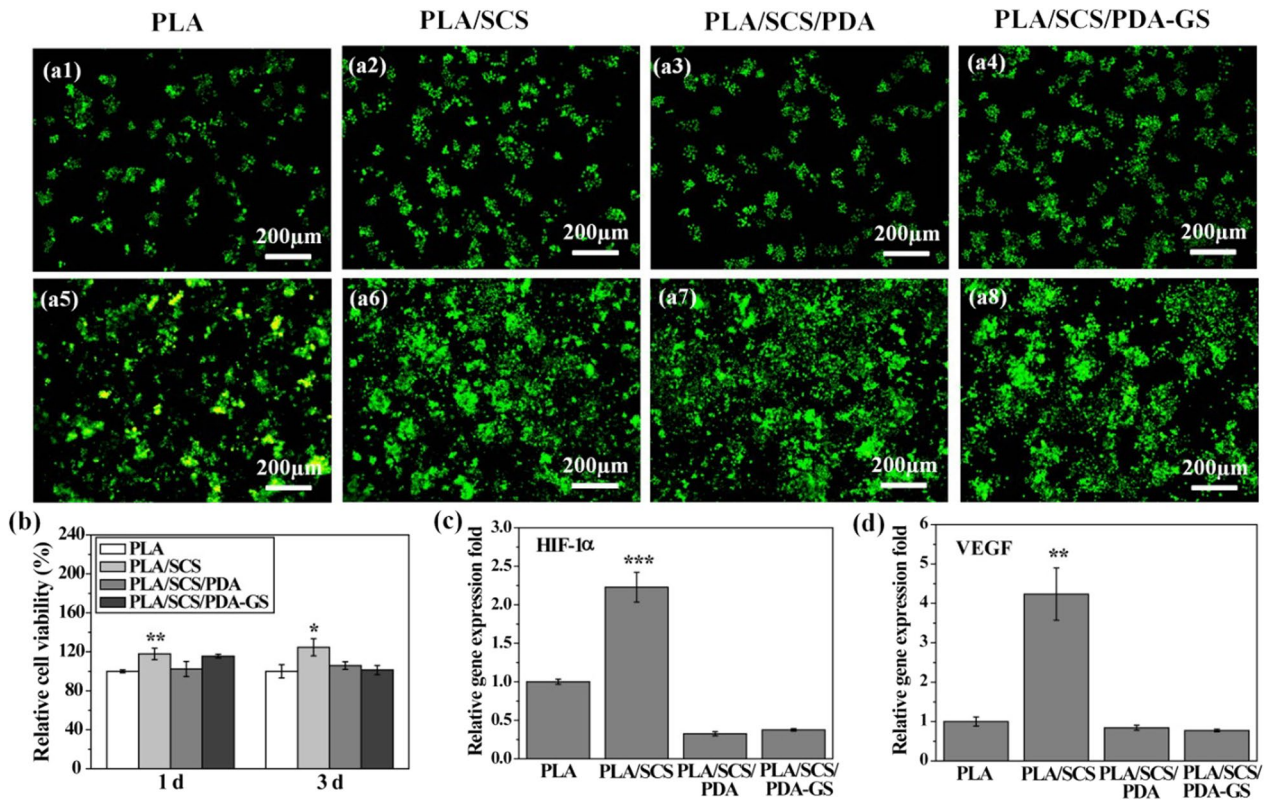 PLA PLA/SCS PLA/SCS/PDA PLA/SCS/PDA-GS
(a1) (a2) (a3) (a4)
200μm 200μm 200μm 200μm
(a5) (a6) (a7) (a8)
200μm 200μm 200μm 200μm
(b)
Relative cell viability (%)
240
200
160
120
80
40
0
PLA
PLA/SCS
PLA/SCS/PDA
PLA/SCS/PDA-GS
** *
1 d 3 d
(c)
Relative gene expression fold
3.0
2.5
2.0
1.5
1.0
0.5
0.0
HIF-1α
***
PLA PLA/SCS PLA/SCS/ PLA/SCS/
PDA PDA-GS
(d)
Relative gene expression fold
6
5
4
3
2
1
0
VEGF
**
PLA PLA/SCS PLA/SCS/ PLA/SCS/
PDA PDA-GS